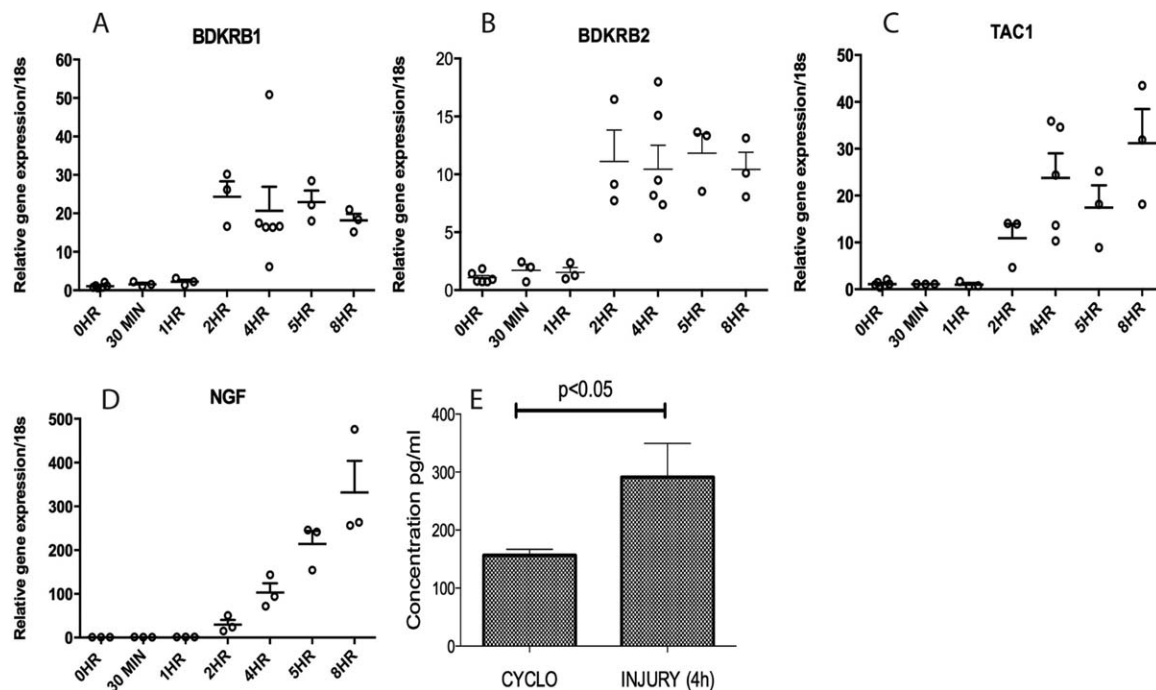 A
BDKRB1
Relative gene expression/18s
60
50
40
30
20
10
0
0HR
30 MIN
1HR
2HR
4HR
5HR
8HR
B
BDKRB2
Relative gene expression/18s
20
15
10
5
0
0HR
30 MIN
1HR
2HR
4HR
5HR
8HR
C
TAC1
Relative gene expression/18s
50
40
30
20
10
0
0HR
30 MIN
1HR
2HR
4HR
5HR
8HR
D
NGF
Relative gene expression/18s
500
400
300
200
100
0
0HR
30 MIN
1HR
2HR
4HR
5HR
8HR
E
p<0.05
Concentration pg/ml
400
300
200
100
0
CYCLO
INJURY (4h)